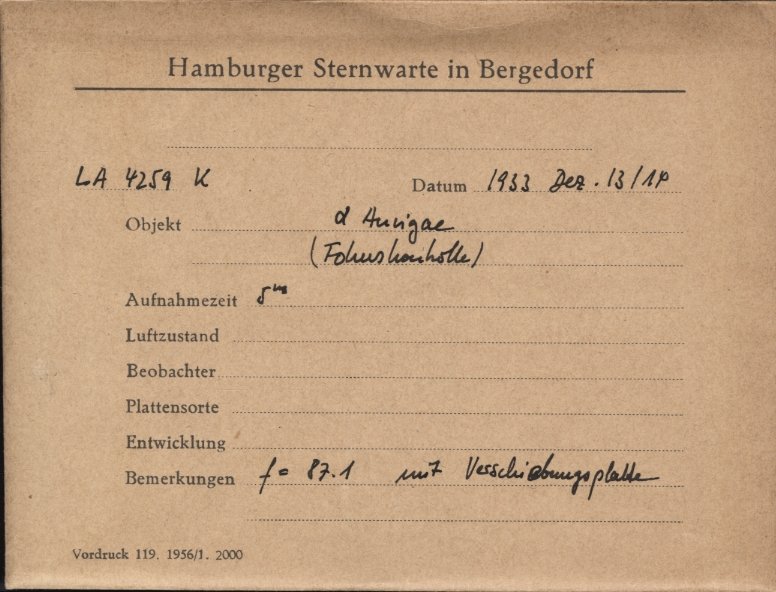 Hamburger Sternwarte in Bergedorf
LA 4259 K Datum 1933 Dez. 13/14
Objekt α Aurigae
(Fokuskontrolle)
Aufnahmezeit 5ᵐ
Luftzustand
Beobachter
Plattensorte
Entwicklung
Bemerkungen f = 87.1 mit Verschiebungsplatte
Vordruck 119. 1956/1. 2000